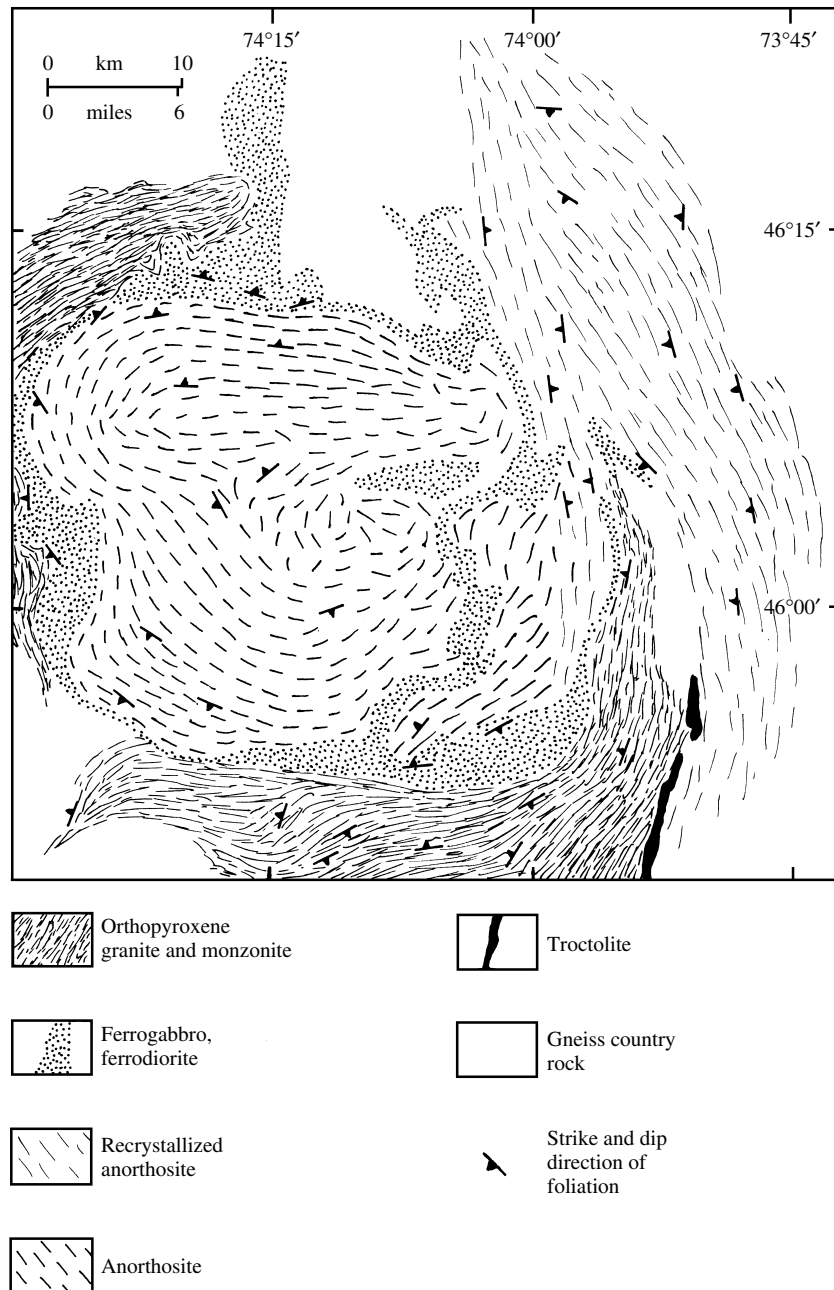 74°15′ 74°00′ 73°45′
0 km 10
0 miles 6
46°15′
46°00′
Orthopyroxene
granite and monzonite
Troctolite
Ferrogabbro,
ferrodiorite
Gneiss country
rock
Recrystallized
anorthosite
Strike and dip
direction of
foliation
Anorthosite